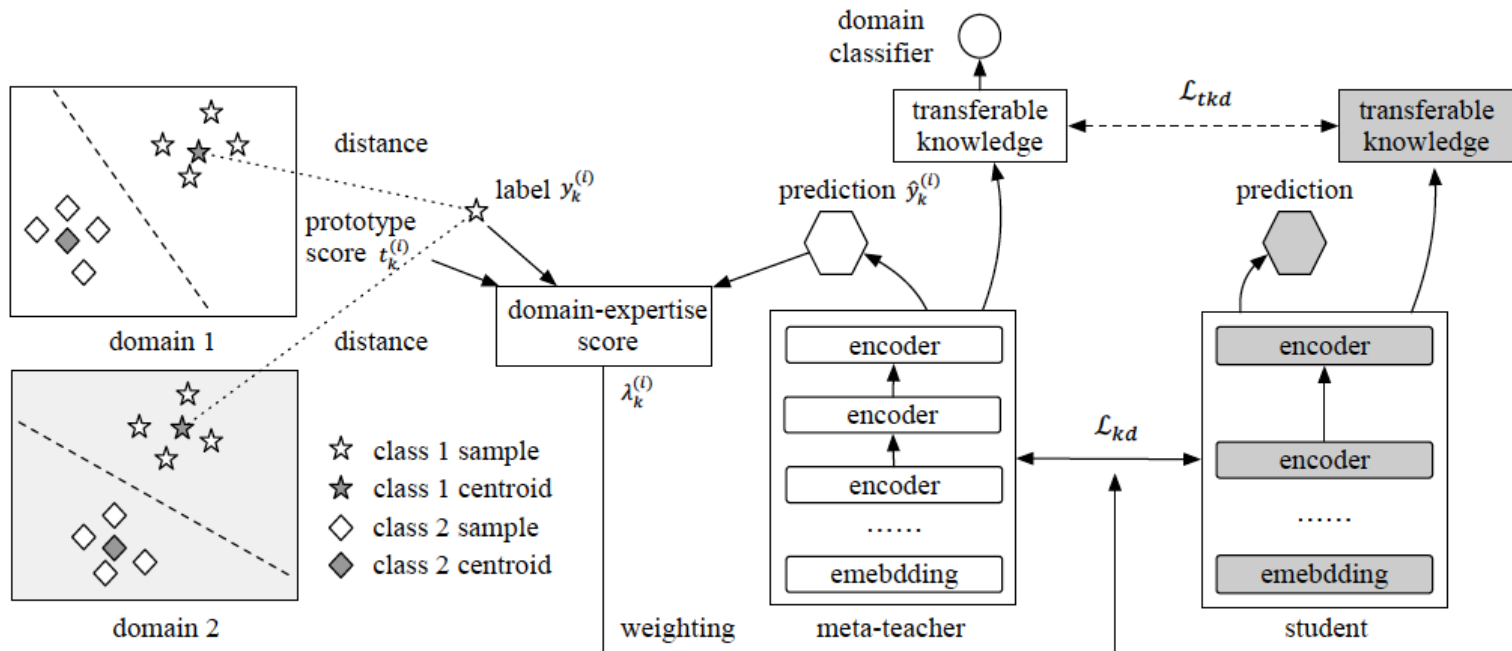 domain
classifier
transferable
knowledge
ℒ_tkd
transferable
knowledge
distance
label y_k^(i)
prediction ŷ_k^(i)
prediction
prototype
score t_k^(i)
domain-expertise
score
domain 1
distance
λ_k^(i)
encoder
encoder
encoder
......
emebdding
ℒ_kd
encoder
encoder
......
emebdding
class 1 sample
class 1 centroid
class 2 sample
class 2 centroid
domain 2
weighting
meta-teacher
student